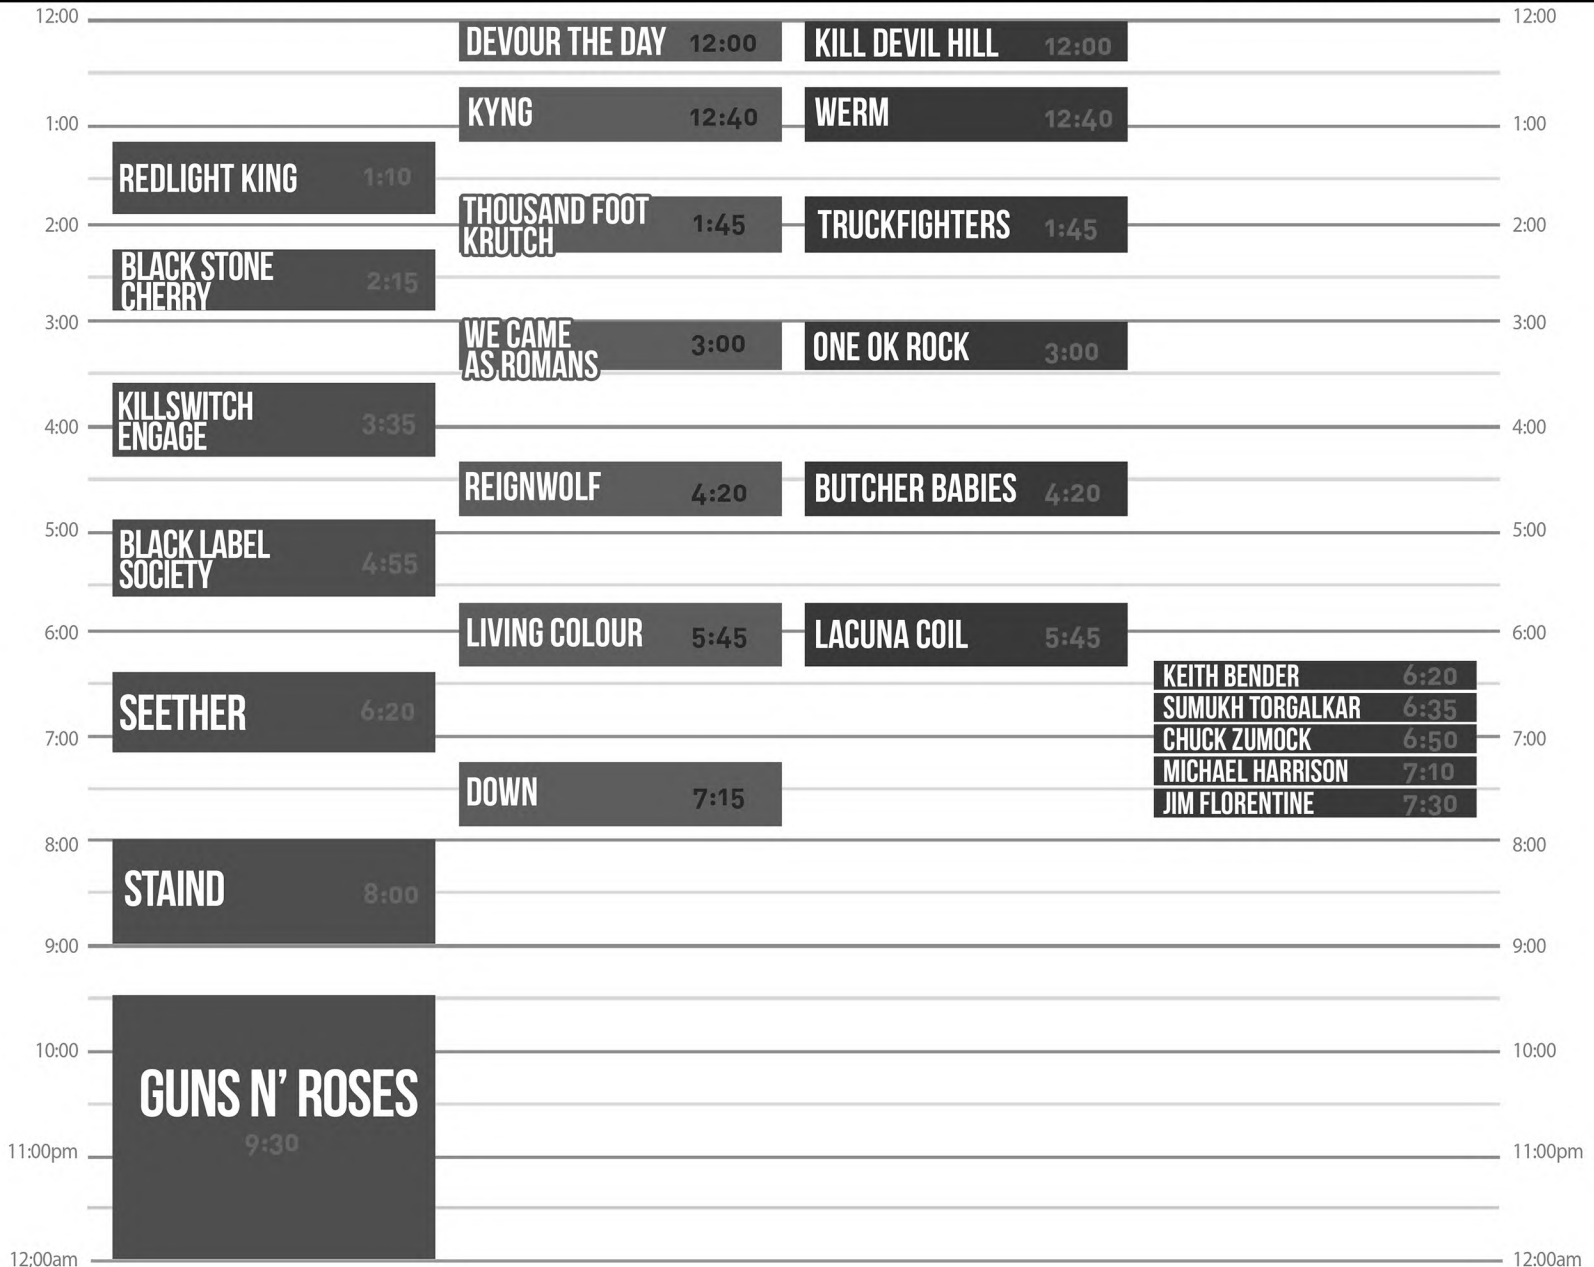 12:00 12:00
DEVOUR THE DAY 12:00 KILL DEVIL HILL 12:00
KYNG 12:40 WERM 12:40
1:00 1:00
REDLIGHT KING 1:10
THOUSAND FOOT
KRUTCH 1:45 TRUCKFIGHTERS 1:45
2:00 2:00
BLACK STONE
CHERRY 2:15
3:00 3:00
WE CAME
AS ROMANS 3:00 ONE OK ROCK 3:00
KILLSWITCH
ENGAGE 3:35
4:00 4:00
REIGNWOLF 4:20 BUTCHER BABIES 4:20
5:00 5:00
BLACK LABEL
SOCIETY 4:55
6:00 6:00
LIVING COLOUR 5:45 LACUNA COIL 5:45
KEITH BENDER 6:20
SEETHER 6:20
SUMUKH TORGALKAR 6:35
7:00 7:00
CHUCK ZUMOCK 6:50
MICHAEL HARRISON 7:10
DOWN 7:15
JIM FLORENTINE 7:30
8:00 8:00
STAIND 8:00
9:00 9:00
10:00 10:00
GUNS N’ ROSES
9:30
11:00pm 11:00pm
12;00am 12:00am